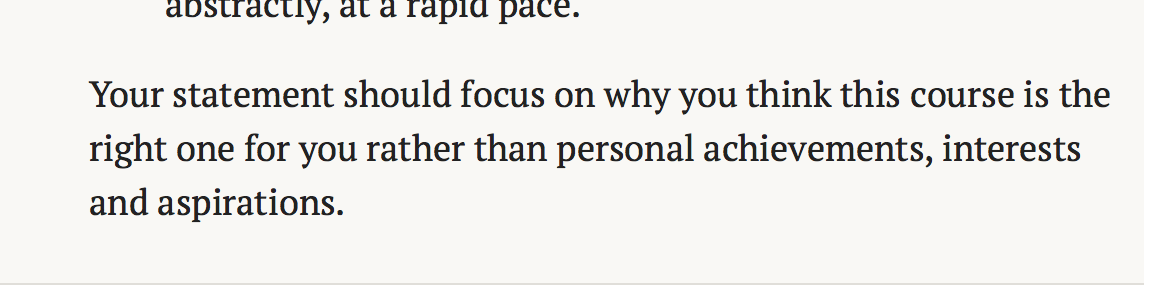 abstractly, at a rapid pace.
Your statement should focus on why you think this course is the
right one for you rather than personal achievements, interests
and aspirations.